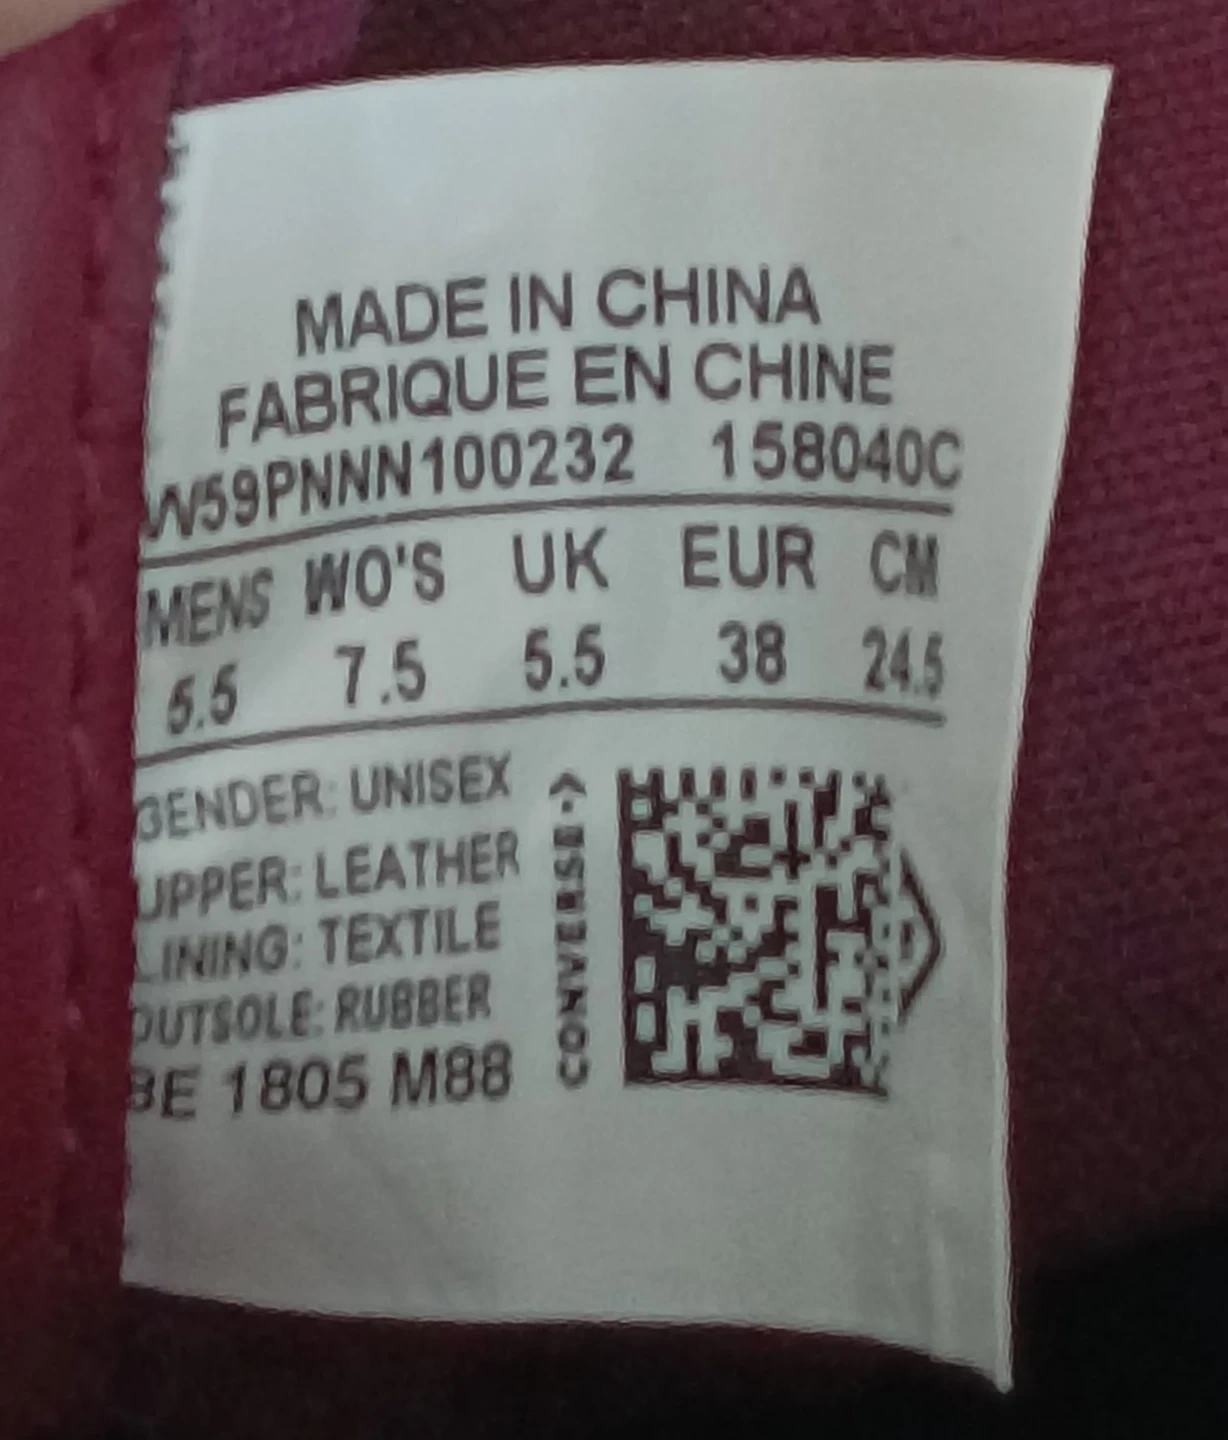 MADE IN CHINA
FABRIQUE EN CHINE
W59PNNN100232 158040C
MENS WO'S UK EUR CM
5.5 7.5 5.5 38 24.5
GENDER: UNISEX
UPPER: LEATHER
LINING: TEXTILE
OUTSOLE: RUBBER
BE 1805 M88
CONVERSE